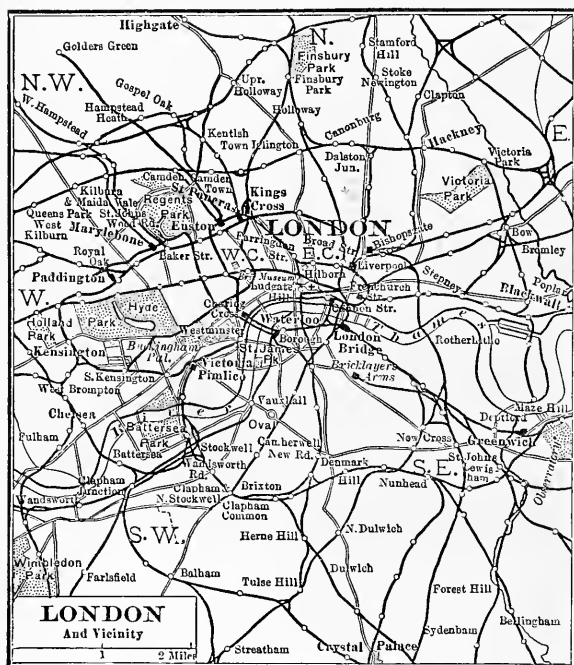 Highgate
Golders Green
N.
Finsbury
Park
Finsbury
Park
Stamford
Hill
Stoke
Newington
N.W.
Gospel Oak
Upr.
Holloway
Holloway
Clapton
W. Hampstead
Hampstead
Heath
Kentish
Town
Islington
Canonburg
Hackney
E.
Dalston
Jun.
Victoria
Park
Victoria
Park
Camden
Camden
Town
St Pancras
Kings
Cross
Kilburn
& Maida Vale
Queens Park
St. Johns
Wood Rd.
Regents
Park
West
Kilburn
Marylebone
Euston
LONDON
Bishopsgate
Bow
Bromley
Royal
Oak
Baker Str.
W.C.
Farringdon
Str.
E.C.
Broad Str.
Liverpool
Paddington
Br. Museum
Holborn
Stepney
Poplar
Blackwall
W.
Hyde
Park
Ludgate
Hill
Fenchurch
Str.
Cannon Str.
Charing
Cross
Holland
Park
Waterloo
Thames
Westminster
Kensington
Buckingham
Pal.
Borough
London
Bridge
Rotherhithe
Victoria
St. James
Pk.
Pimlico
Bricklayers
Arms
S. Kensington
West Brompton
Chelsea
River
Vauxhall
Maze Hill
Deptford
Fulham
Battersea
Battersea
Park
Oval
Stockwell
Camberwell
New Rd.
New Cross
Greenwich
Observatory
Wandsworth
Rd.
Denmark
Hill
S.E.
St. Johns
Lewisham
Clapham
Junction
Clapham
N. Stockwell
Brixton
Nunhead
Wandsworth
Clapham
Common
S.W.
Herne Hill
N. Dulwich
Wimbledon
Park
Earlsfield
Balham
Tulse Hill
Dulwich
Forest Hill
Bellingham
Sydenham
Streatham
Crystal Palace
LONDON
And Vicinity
1
2 Miles